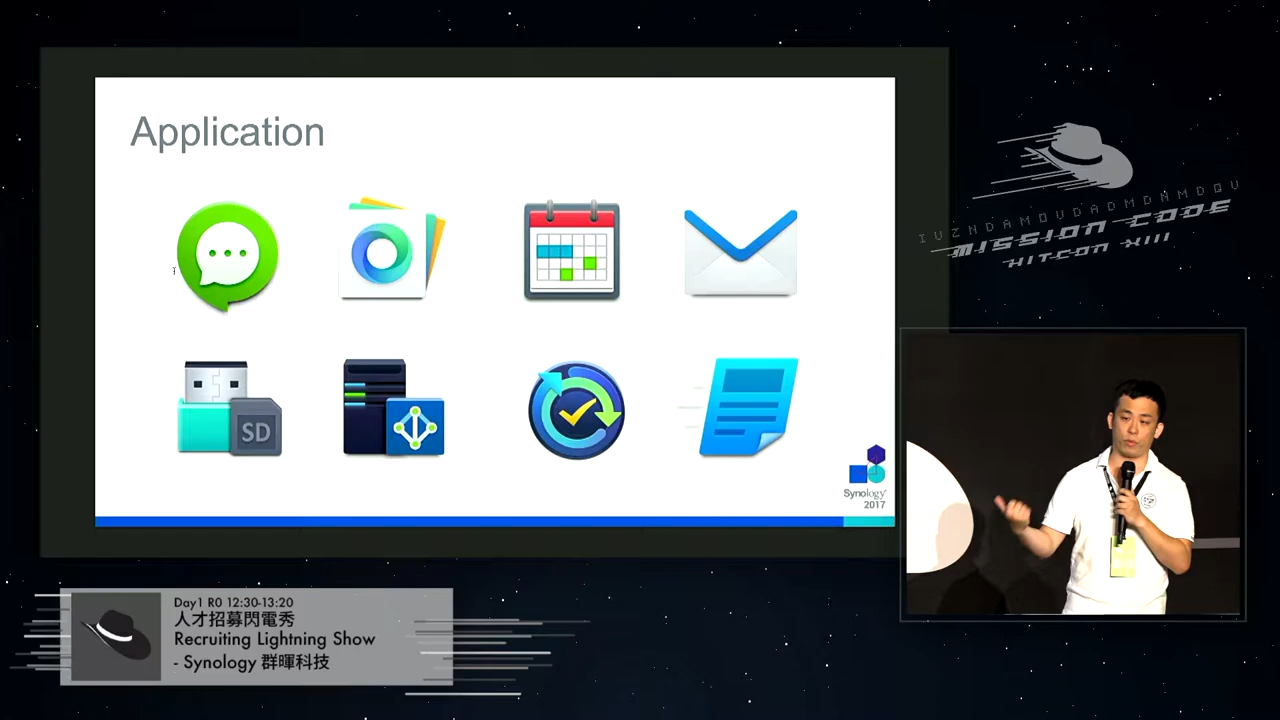 Application
SD
Synology
2017
MISSION CODE
HITCON XIII
Day1 R0 12:30-13:20
人才招募閃電秀
Recruiting Lightning Show
- Synology 群暉科技